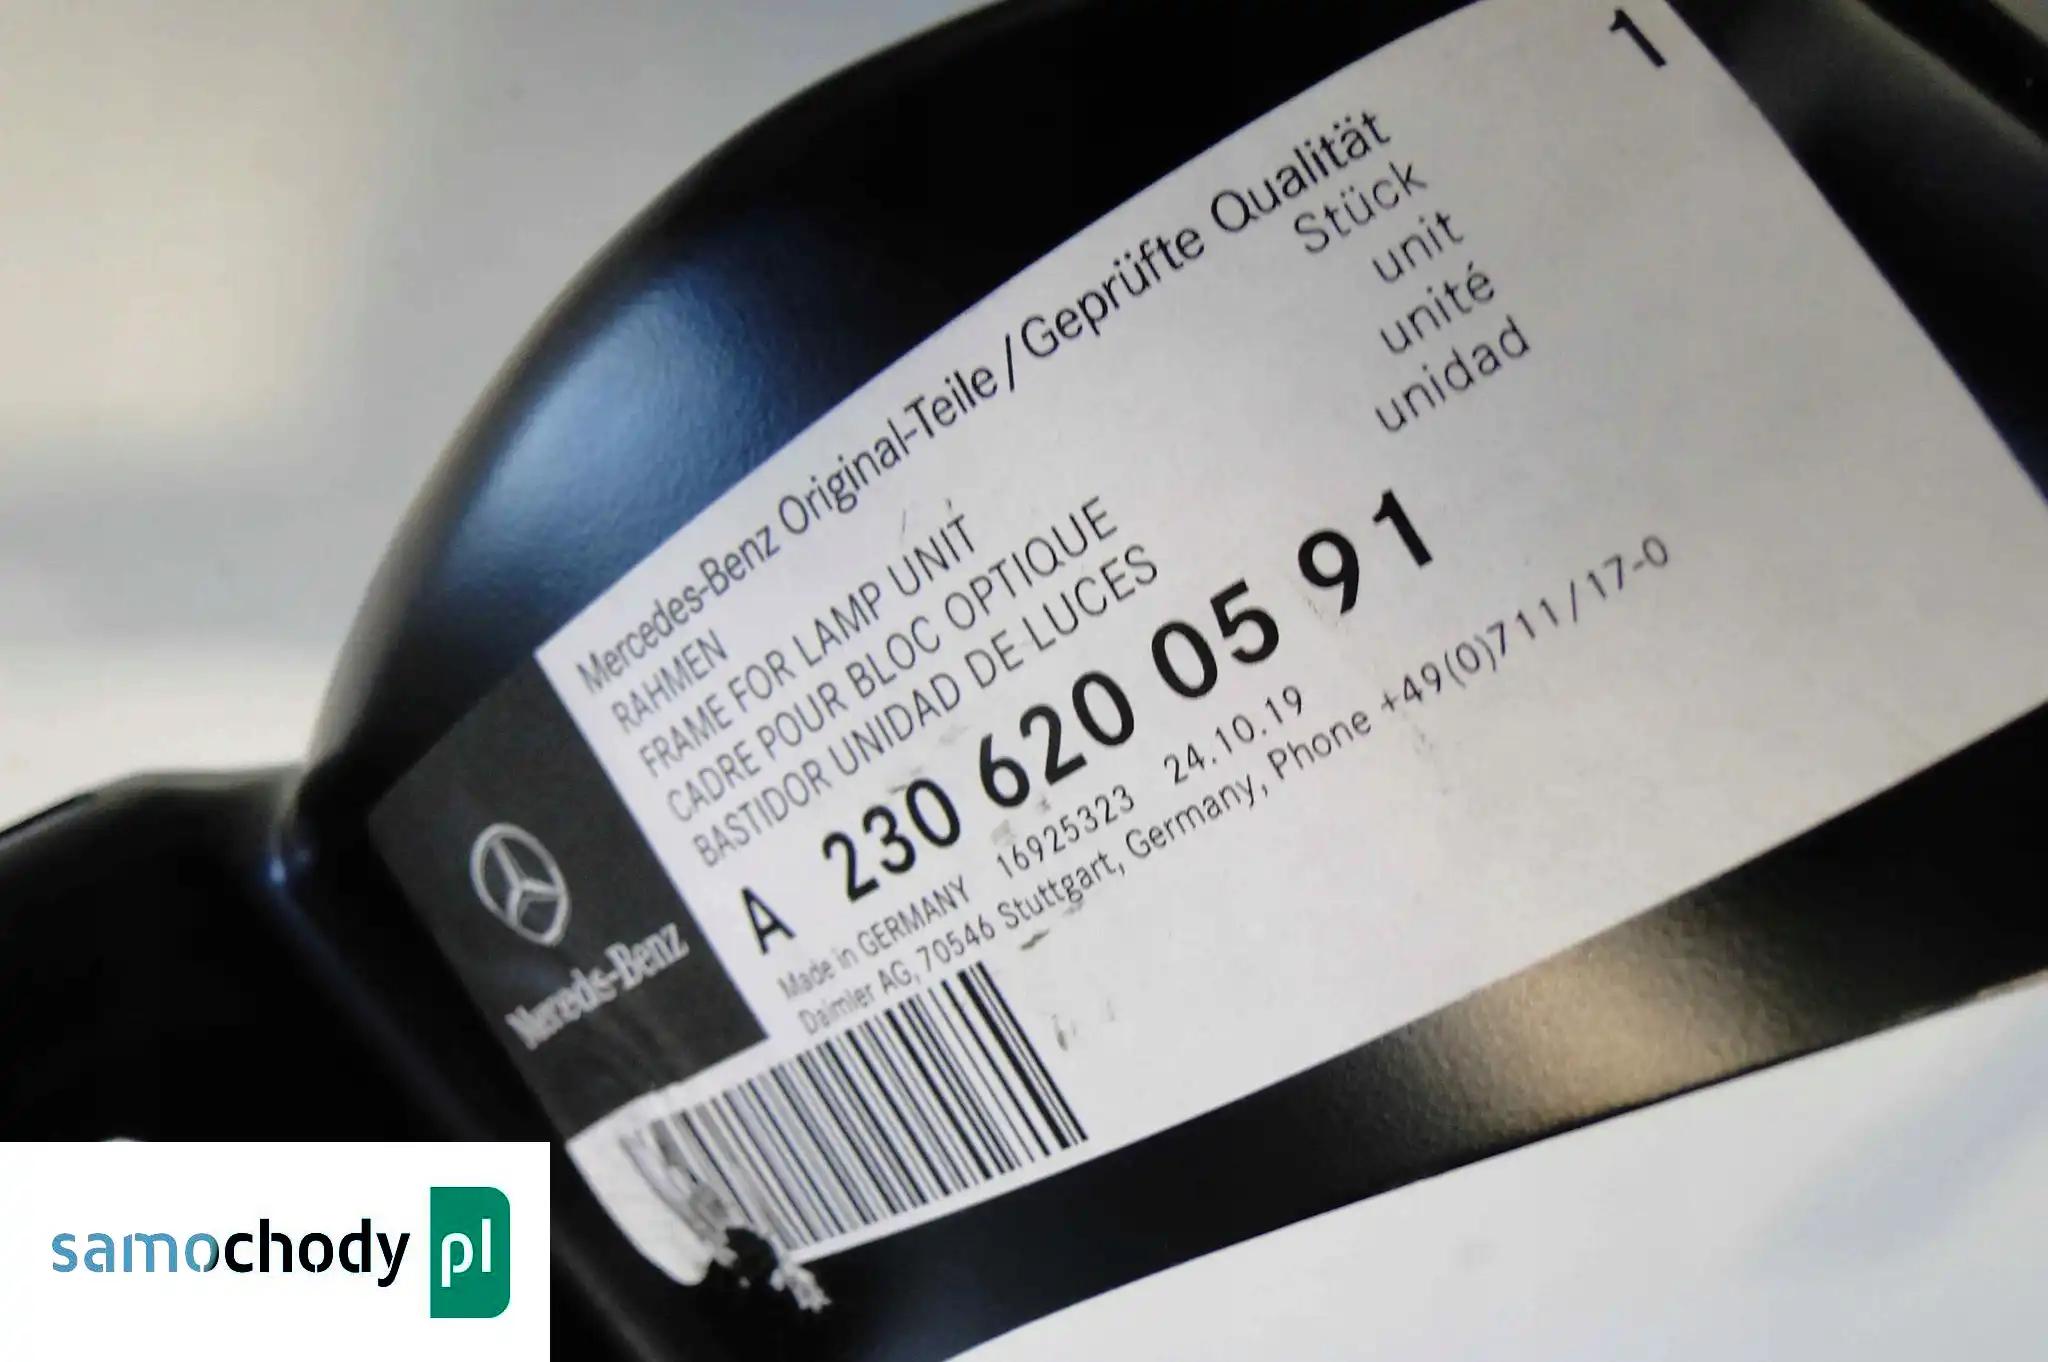 1
Mercedes-Benz Original-Teile / Geprüfte Qualität
Stück
unit
unité
unidad
RAHMEN
FRAME FOR LAMP UNIT
CADRE POUR BLOC OPTIQUE
BASTIDOR UNIDAD DE LUCES
A 230 620 05 91
Made in GERMANY 16925323 24.10.19
Daimler AG, 70546 Stuttgart, Germany, Phone +49(0)711/17-0
Mercedes-Benz
samochody pl